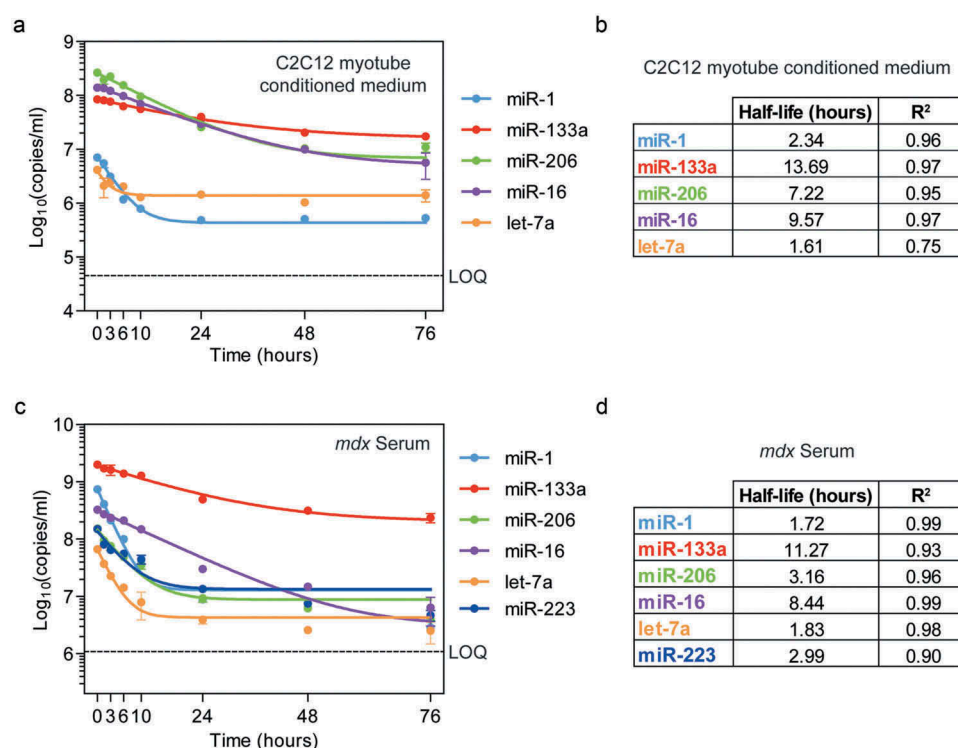 a
C2C12 myotube
conditioned medium
Log10(copies/ml)
9
8
7
6
5
4
LOQ
0 3 6 10 24 48 76
Time (hours)
miR-1
miR-133a
miR-206
miR-16
let-7a
b
C2C12 myotube conditioned medium
Half-life (hours) R²
miR-1 2.34 0.96
miR-133a 13.69 0.97
miR-206 7.22 0.95
miR-16 9.57 0.97
let-7a 1.61 0.75
c
mdx Serum
Log10(copies/ml)
10
9
8
7
6
LOQ
0 3 6 10 24 48 76
Time (hours)
miR-1
miR-133a
miR-206
miR-16
let-7a
miR-223
d
mdx Serum
Half-life (hours) R²
miR-1 1.72 0.99
miR-133a 11.27 0.93
miR-206 3.16 0.96
miR-16 8.44 0.99
let-7a 1.83 0.98
miR-223 2.99 0.90